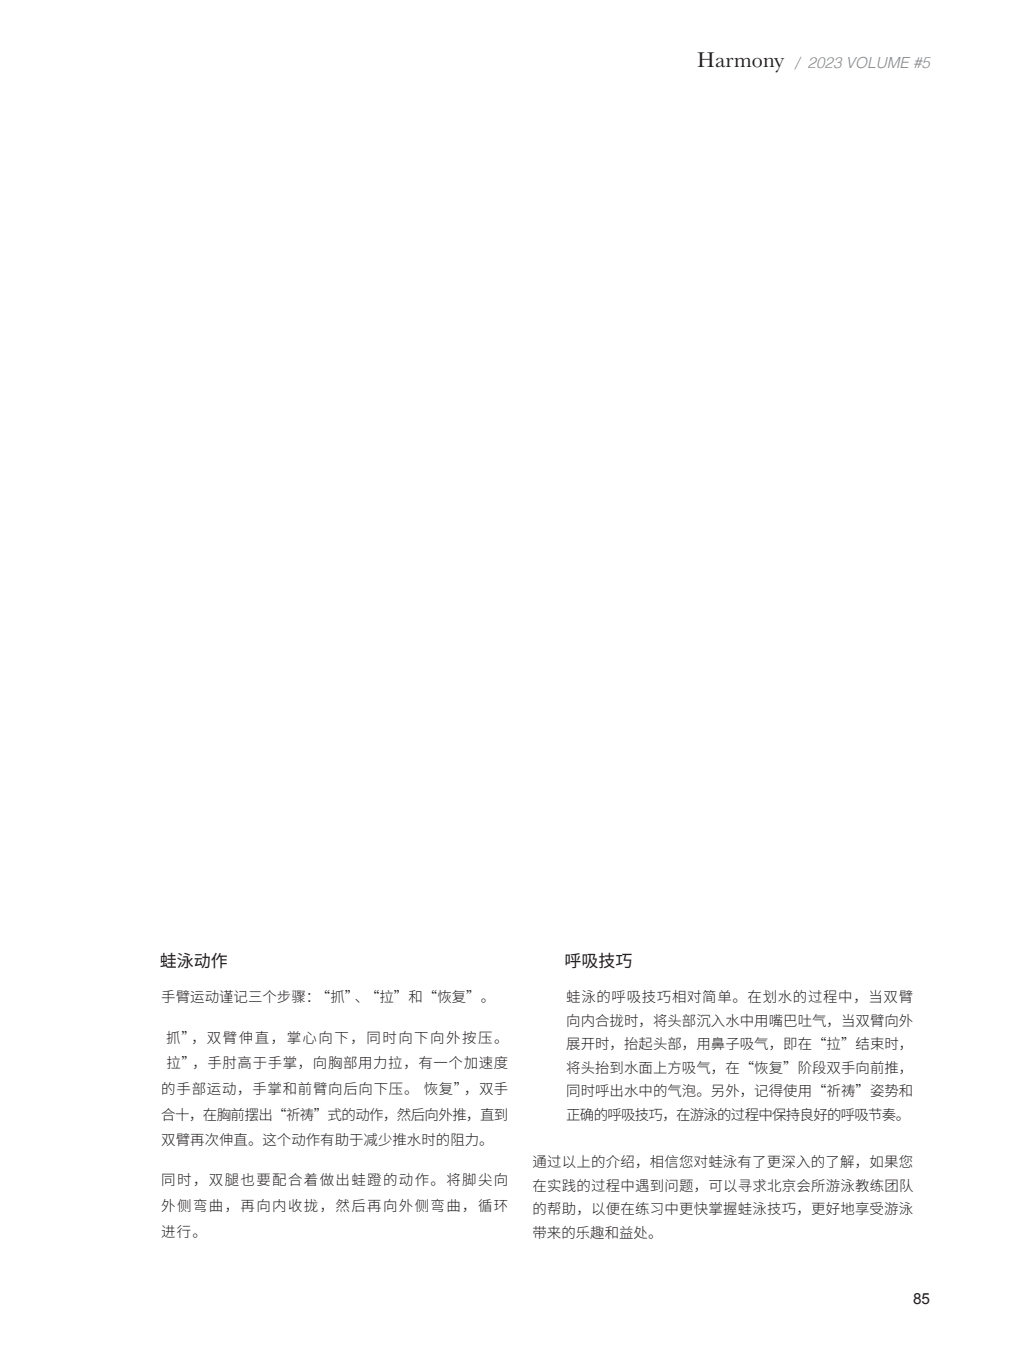 Harmony / 2023 VOLUME #5
蛙泳动作
手臂运动谨记三个步骤：“抓”、“拉”和“恢复”。
抓”，双臂伸直，掌心向下，同时向下向外按压。
拉”，手肘高于手掌，向胸部用力拉，有一个加速度
的手部运动，手掌和前臂向后向下压。 恢复”，双手
合十，在胸前摆出“祈祷”式的动作，然后向外推，直到
双臂再次伸直。这个动作有助于减少推水时的阻力。
同时，双腿也要配合着做出蛙蹬的动作。将脚尖向
外侧弯曲，再向内收拢，然后再向外侧弯曲，循环
进行。
呼吸技巧
蛙泳的呼吸技巧相对简单。在划水的过程中，当双臂
向内合拢时，将头部沉入水中用嘴巴吐气，当双臂向外
展开时，抬起头部，用鼻子吸气，即在“拉”结束时，
将头抬到水面上方吸气，在“恢复”阶段双手向前推，
同时呼出水中的气泡。另外，记得使用“祈祷”姿势和
正确的呼吸技巧，在游泳的过程中保持良好的呼吸节奏。
通过以上的介绍，相信您对蛙泳有了更深入的了解，如果您
在实践的过程中遇到问题，可以寻求北京会所游泳教练团队
的帮助，以便在练习中更快掌握蛙泳技巧，更好地享受游泳
带来的乐趣和益处。
85